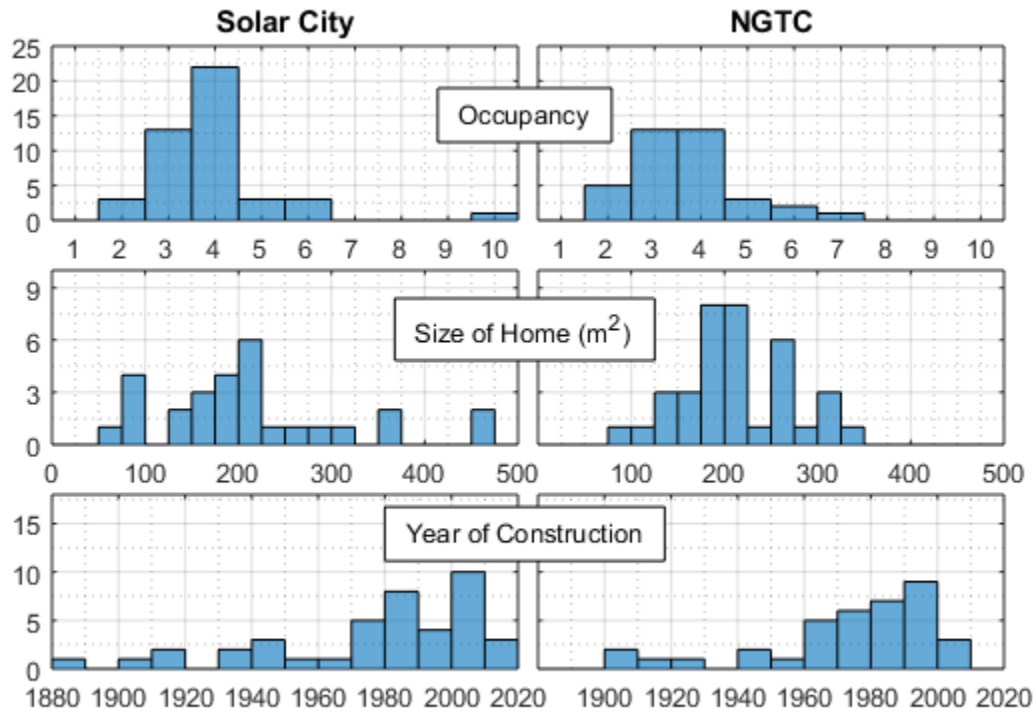 Solar City NGTC
25
20
15
10
5
0
Occupancy
1 2 3 4 5 6 7 8 9 10 1 2 3 4 5 6 7 8 9 10
9
6
3
0
Size of Home (m²)
0 100 200 300 400 500 100 200 300 400 500
15
10
5
0
Year of Construction
1880 1900 1920 1940 1960 1980 2000 2020 1900 1920 1940 1960 1980 2000 2020